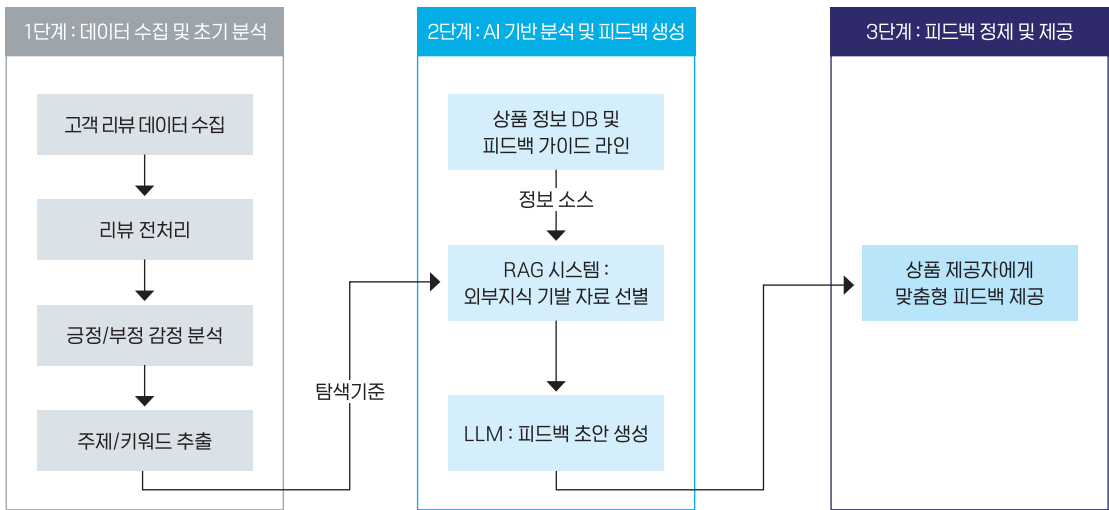 1단계 : 데이터 수집 및 초기 분석
고객 리뷰 데이터 수집
리뷰 전처리
긍정/부정 감정 분석
주제/키워드 추출
탐색기준
2단계 : AI 기반 분석 및 피드백 생성
상품 정보 DB 및
피드백 가이드 라인
정보 소스
RAG 시스템 :
외부지식 기발 자료 선별
LLM : 피드백 초안 생성
3단계 : 피드백 정제 및 제공
상품 제공자에게
맞춤형 피드백 제공